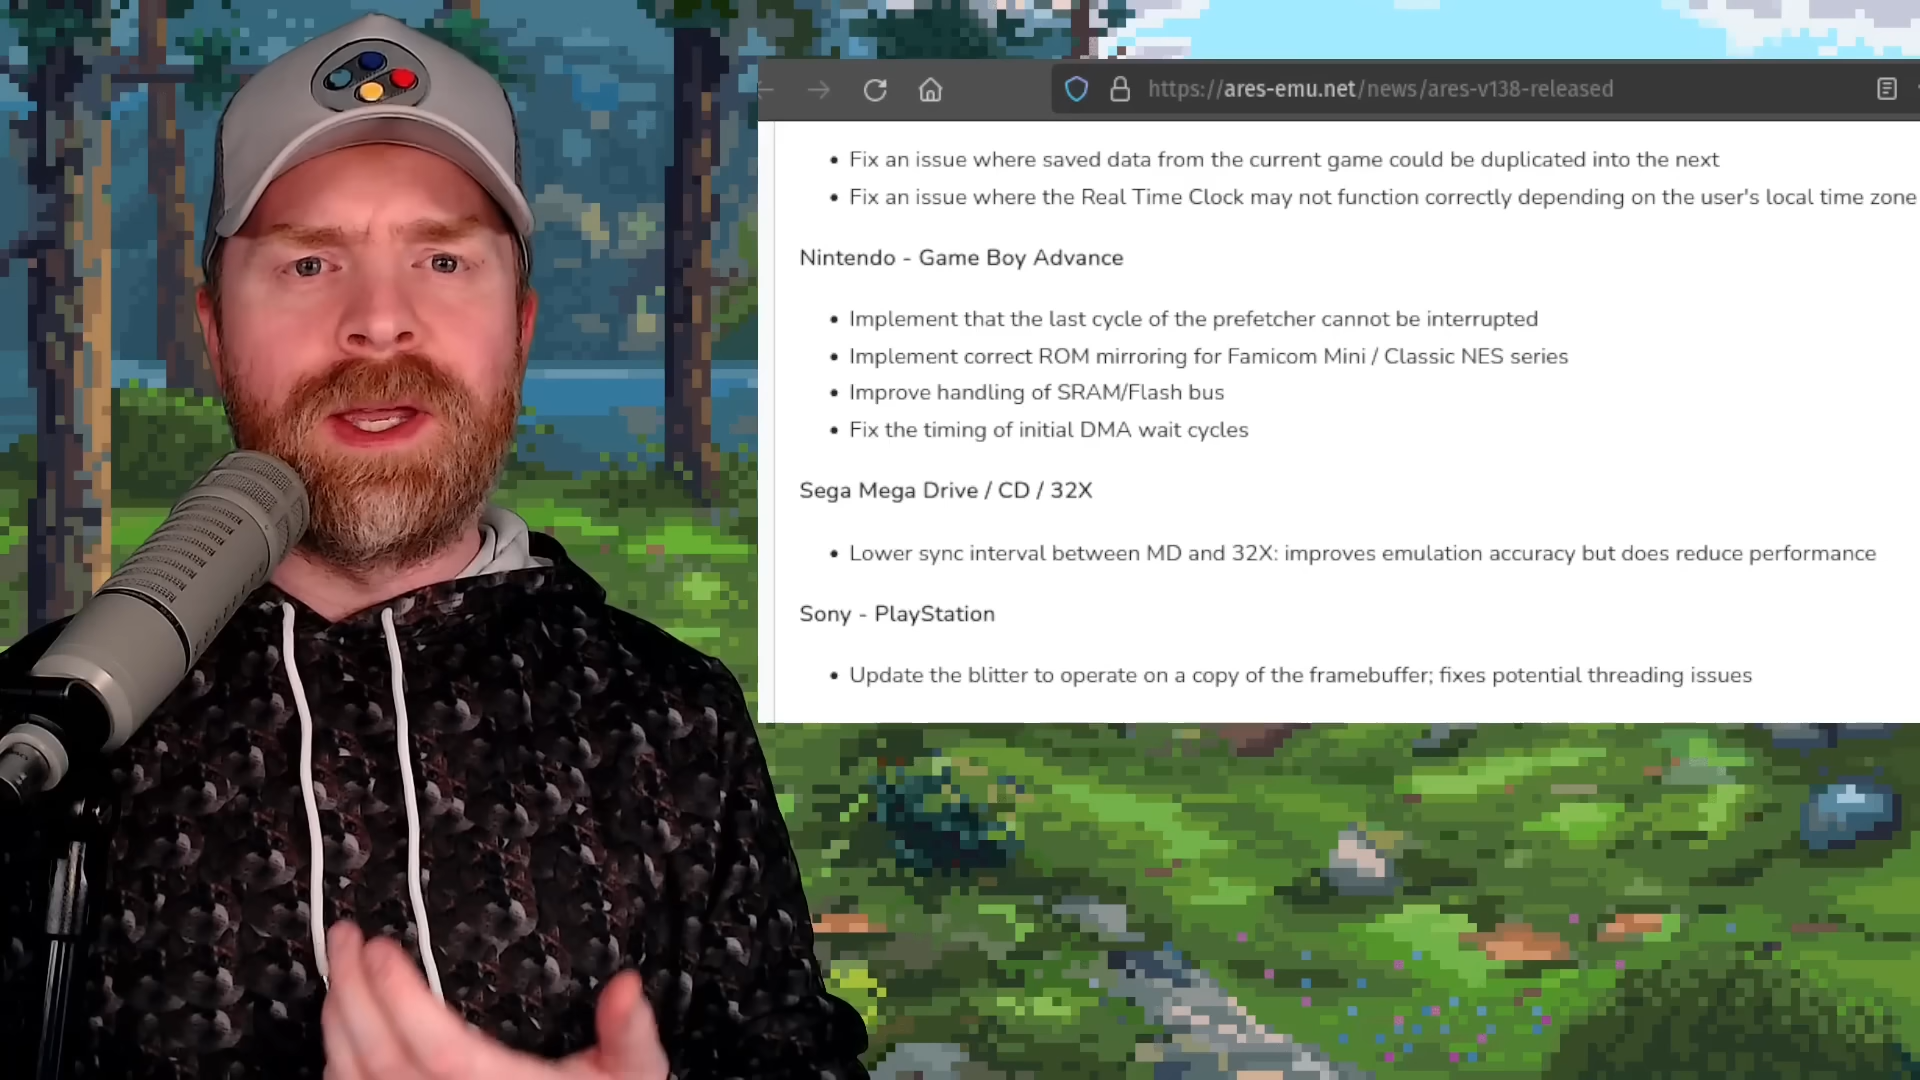 https://ares-emu.net/news/ares-v138-released
• Fix an issue where saved data from the current game could be duplicated into the next
• Fix an issue where the Real Time Clock may not function correctly depending on the user's local time zone
Nintendo - Game Boy Advance
• Implement that the last cycle of the prefetcher cannot be interrupted
• Implement correct ROM mirroring for Famicom Mini / Classic NES series
• Improve handling of SRAM/Flash bus
• Fix the timing of initial DMA wait cycles
Sega Mega Drive / CD / 32X
• Lower sync interval between MD and 32X: improves emulation accuracy but does reduce performance
Sony - PlayStation
• Update the blitter to operate on a copy of the framebuffer; fixes potential threading issues